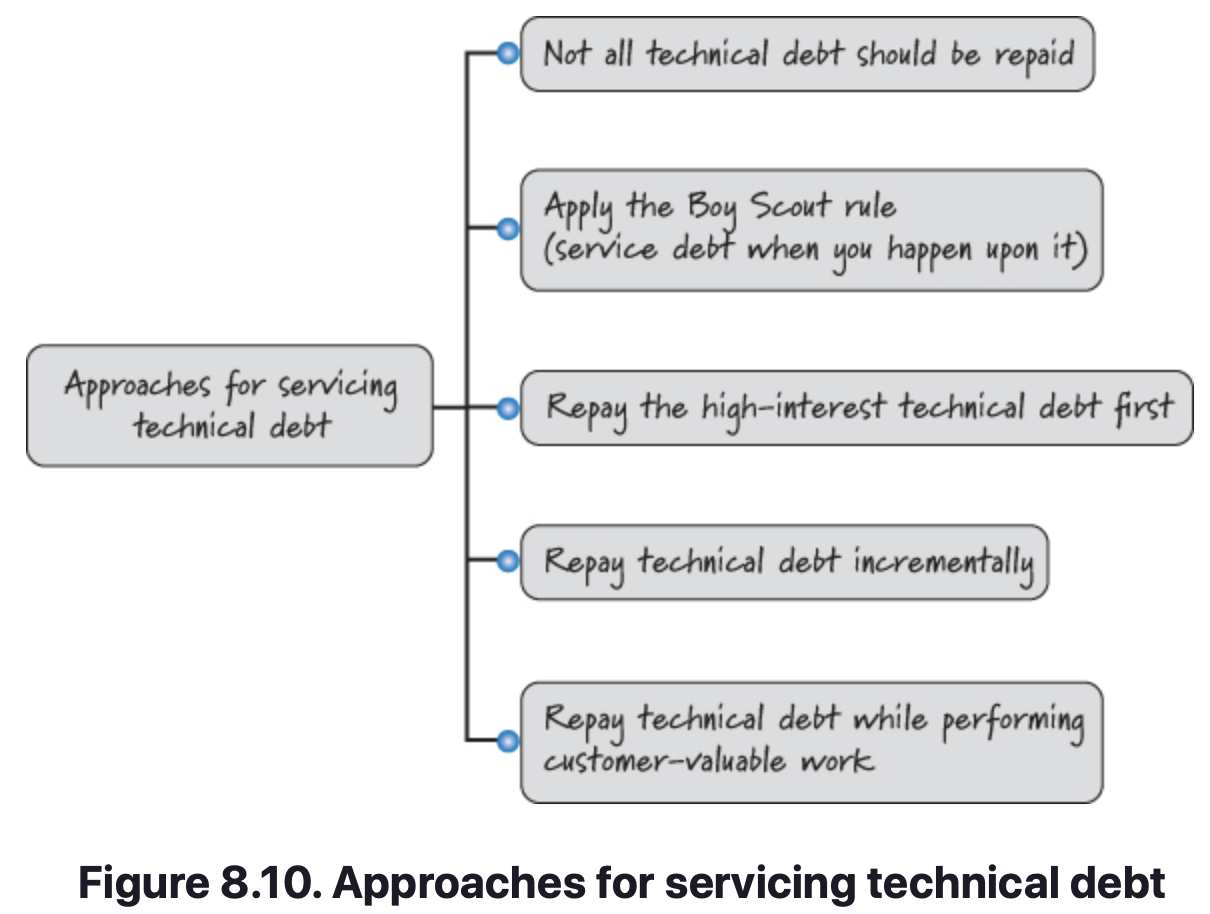 Not all technical debt should be repaid
Apply the Boy Scout rule
(service debt when you happen upon it)
Approaches for servicing
technical debt
Repay the high-interest technical debt first
Repay technical debt incrementally
Repay technical debt while performing
customer-valuable work
Figure 8.10. Approaches for servicing technical debt